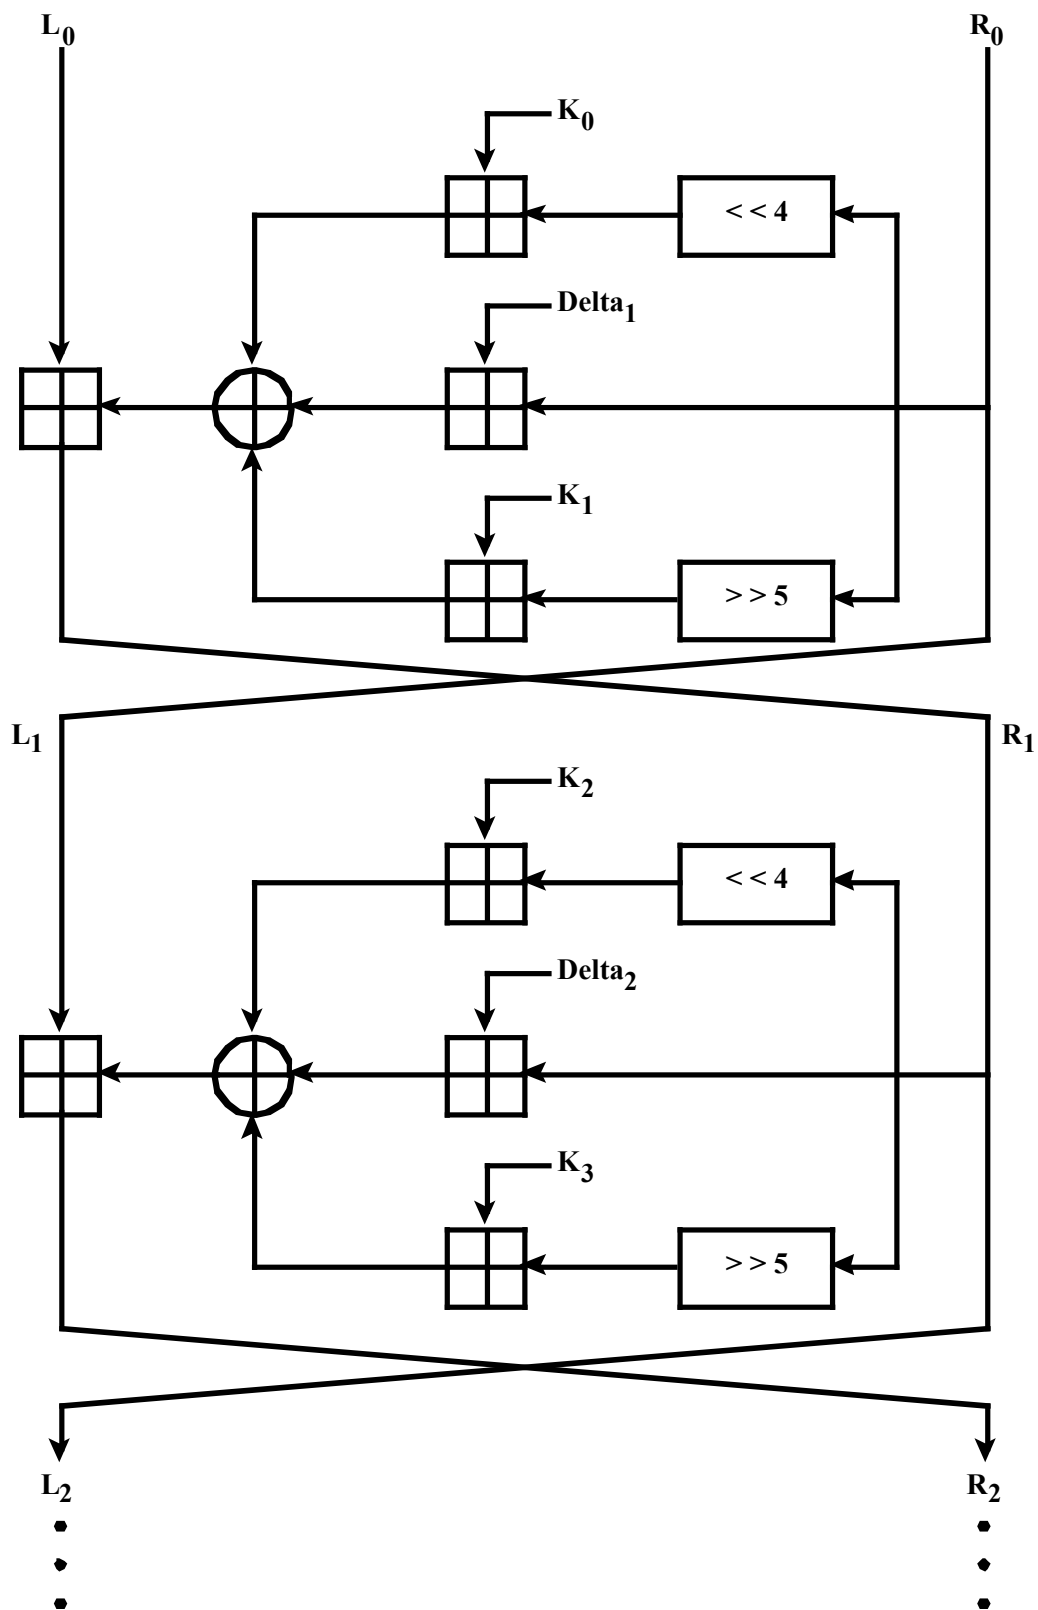 L0 R0
K0
< < 4
Delta1
K1
> > 5
L1 R1
K2
< < 4
Delta2
K3
> > 5
L2 R2